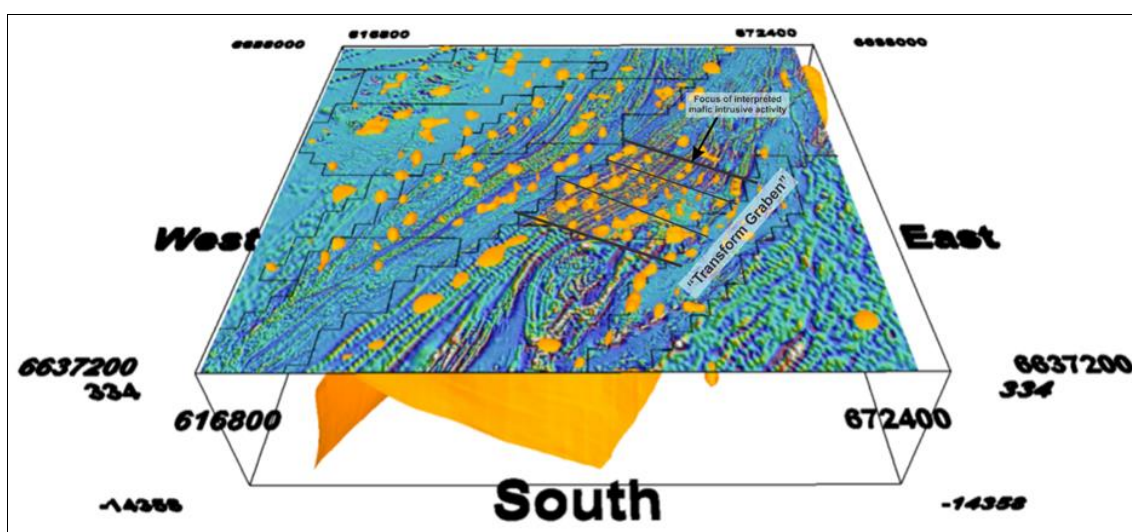 6688000 616800 672400 6688000
Focus of interpreted
mafic intrusive activity
"Transform Graben"
West East
6637200 6637200
334 334
616800 672400
-14358 -14358
South